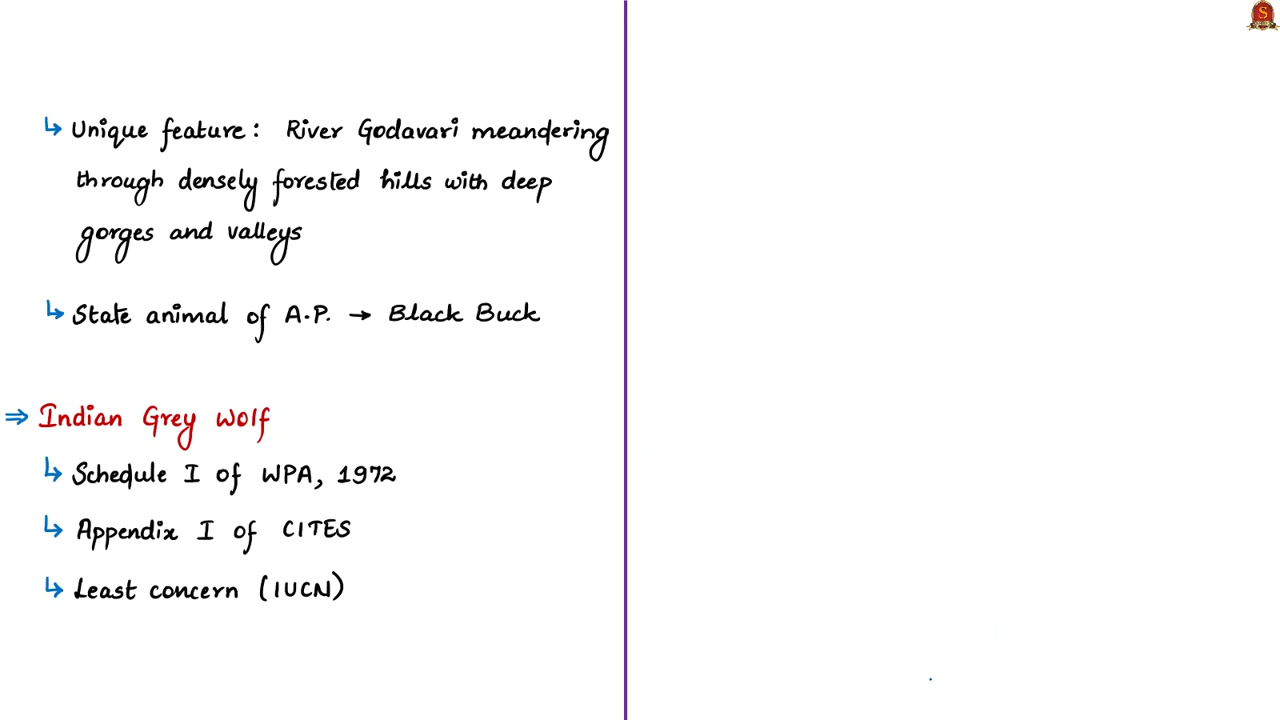 ↳ Unique feature: River Godavari meandering
through densely forested hills with deep
gorges and valleys
↳ State animal of A.P. → Black Buck
⇒ Indian Grey Wolf
↳ Schedule I of WPA, 1972
↳ Appendix I of CITES
↳ Least concern (IUCN)
S